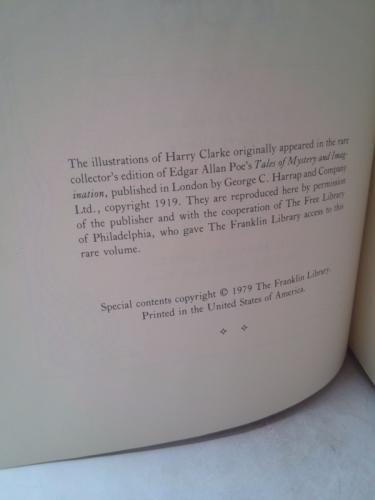 The illustrations of Harry Clarke originally appeared in the rare
collector's edition of Edgar Allan Poe's Tales of Mystery and Imag-
ination, published in London by George C. Harrap and Company
Ltd., copyright 1919. They are reproduced here by permission
of the publisher and with the cooperation of The Free Library
of Philadelphia, who gave The Franklin Library access to this
rare volume.
Special contents copyright © 1979 The Franklin Library.
Printed in the United States of America.